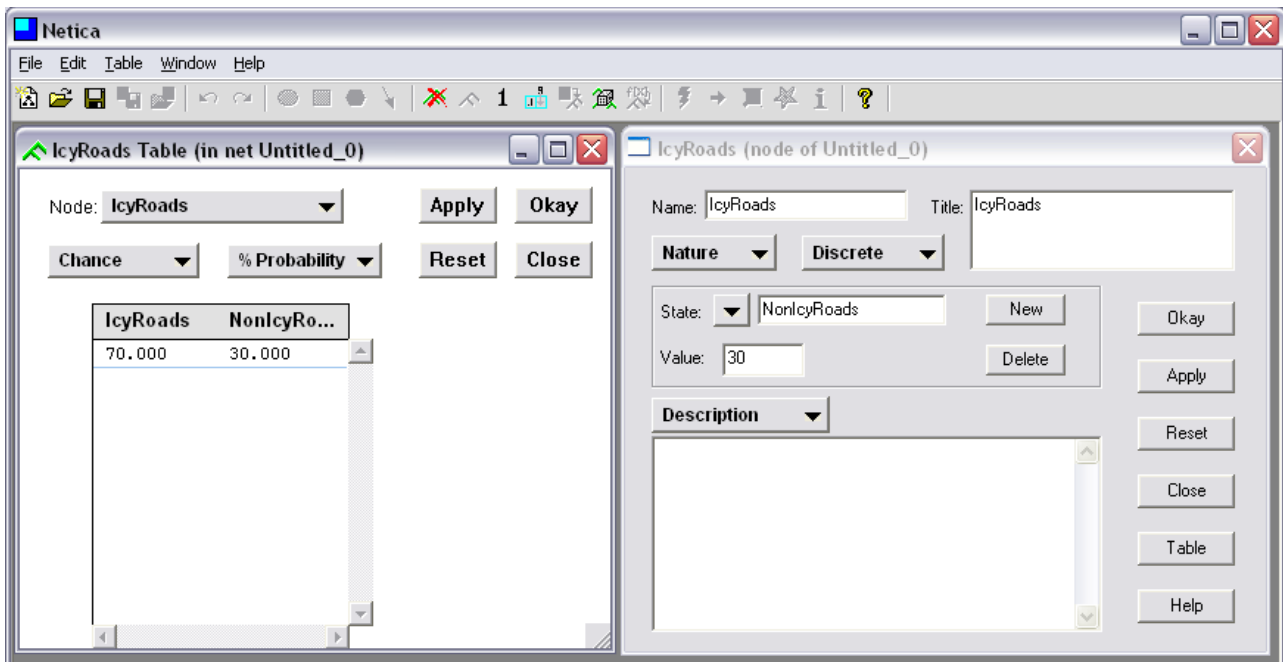 Netica
File Edit Table Window Help
1
IcyRoads Table (in net Untitled_0)
Node: IcyRoads
Apply
Okay
Chance
% Probability
Reset
Close
IcyRoads NonIcyRo...
70.000 30.000
IcyRoads (node of Untitled_0)
Name: IcyRoads
Title: IcyRoads
Nature
Discrete
State: NonIcyRoads
New
Value: 30
Delete
Description
Okay
Apply
Reset
Close
Table
Help